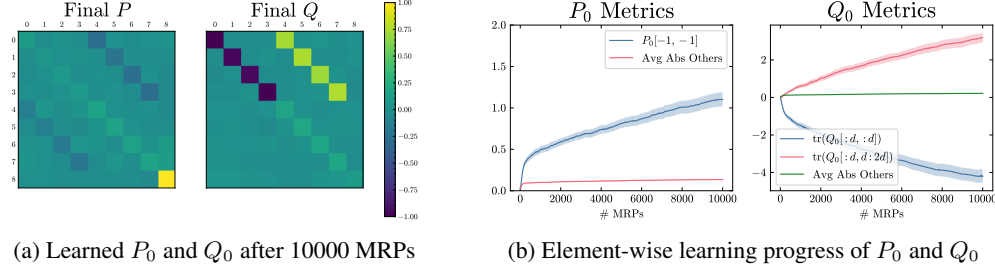 Final P
Final Q
0 1 2 3 4 5 6 7 8
0 1 2 3 4 5 6 7 8
0
1
2
3
4
5
6
7
8
1.00
0.75
0.50
0.25
0.00
−0.25
−0.50
−0.75
−1.00
(a) Learned P₀ and Q₀ after 10000 MRPs
P₀ Metrics
P₀[−1, −1]
Avg Abs Others
2.0
1.5
1.0
0.5
0.0
0 2000 4000 6000 8000 10000
# MRPs
Q₀ Metrics
2
0
−2
−4
tr(Q₀[: d, : d])
tr(Q₀[: d, d : 2d])
Avg Abs Others
0 2000 4000 6000 8000 10000
# MRPs
(b) Element-wise learning progress of P₀ and Q₀